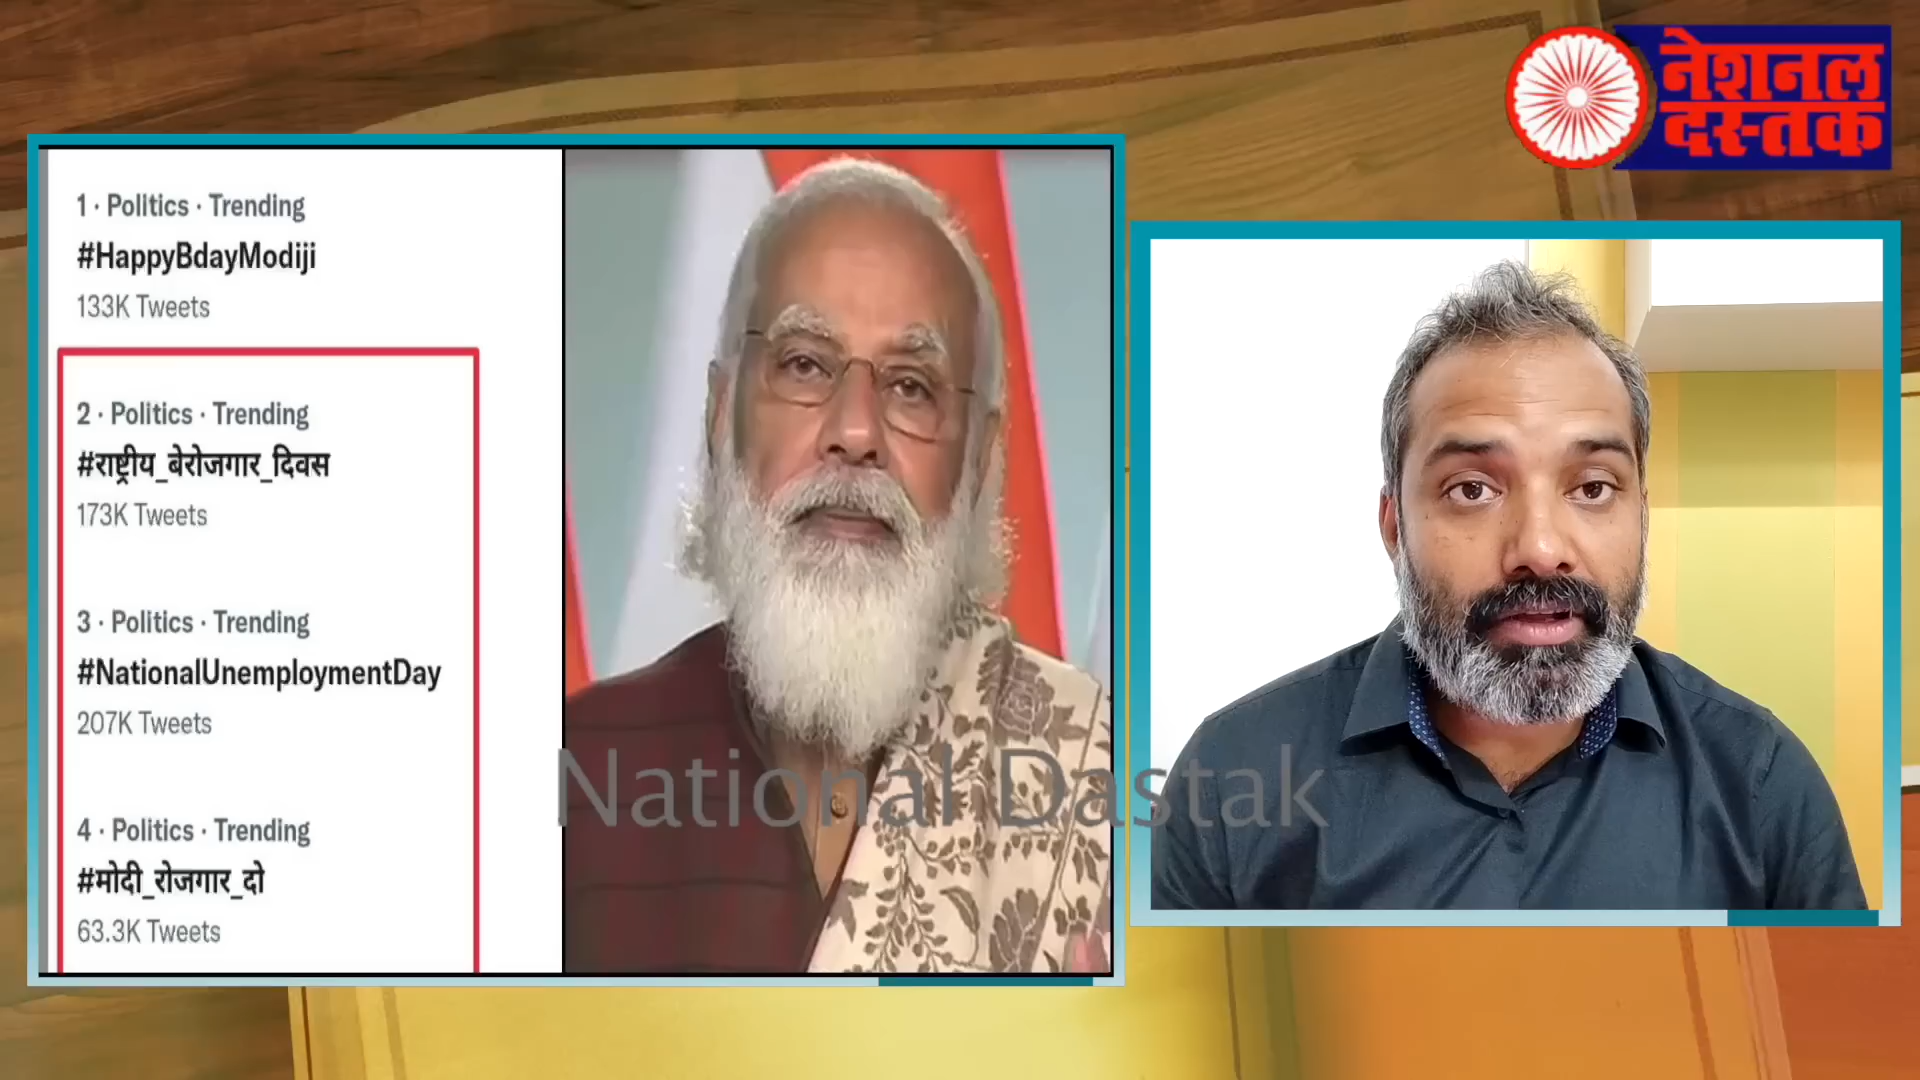 नेशनल
दस्तक
1 · Politics · Trending
#HappyBdayModiji
133K Tweets
2 · Politics · Trending
#राष्ट्रीय_बेरोजगार_दिवस
173K Tweets
3 · Politics · Trending
#NationalUnemploymentDay
207K Tweets
4 · Politics · Trending
#मोदी_रोजगार_दो
63.3K Tweets
National Dastak